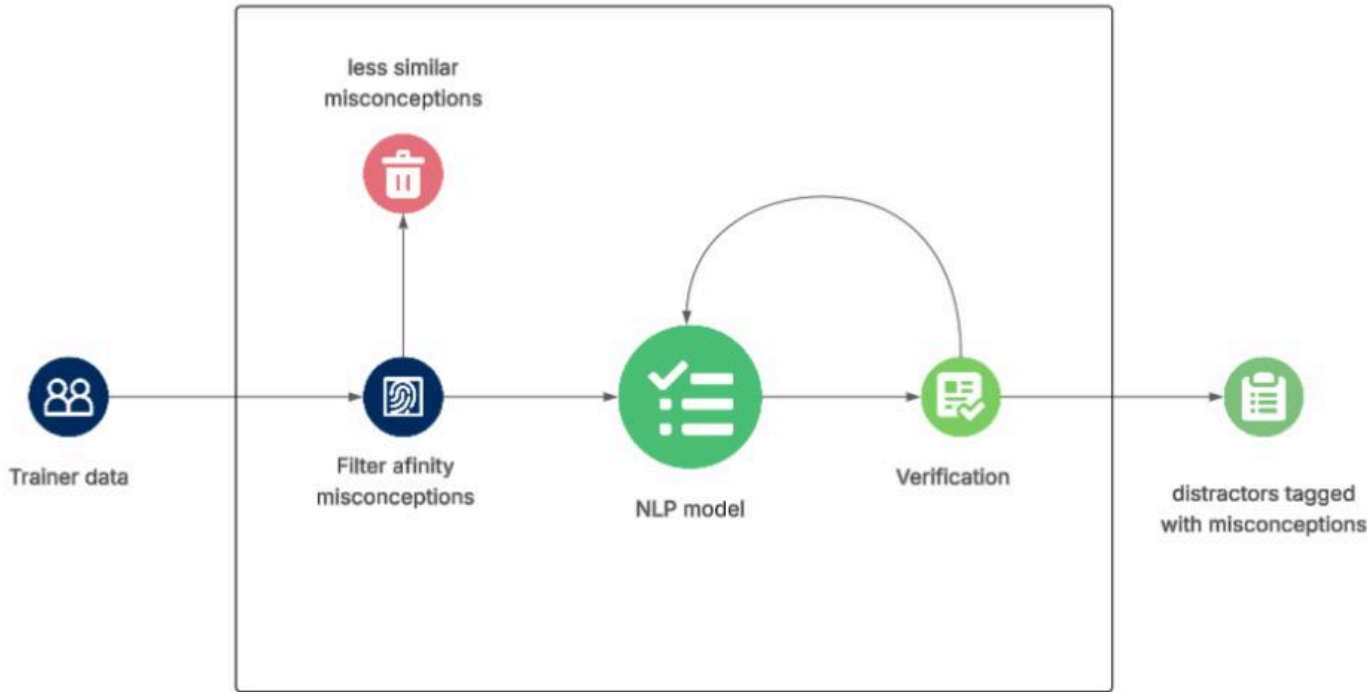 less similar
misconceptions
Trainer data
Filter afinity
misconceptions
NLP model
Verification
distractors tagged
with misconceptions